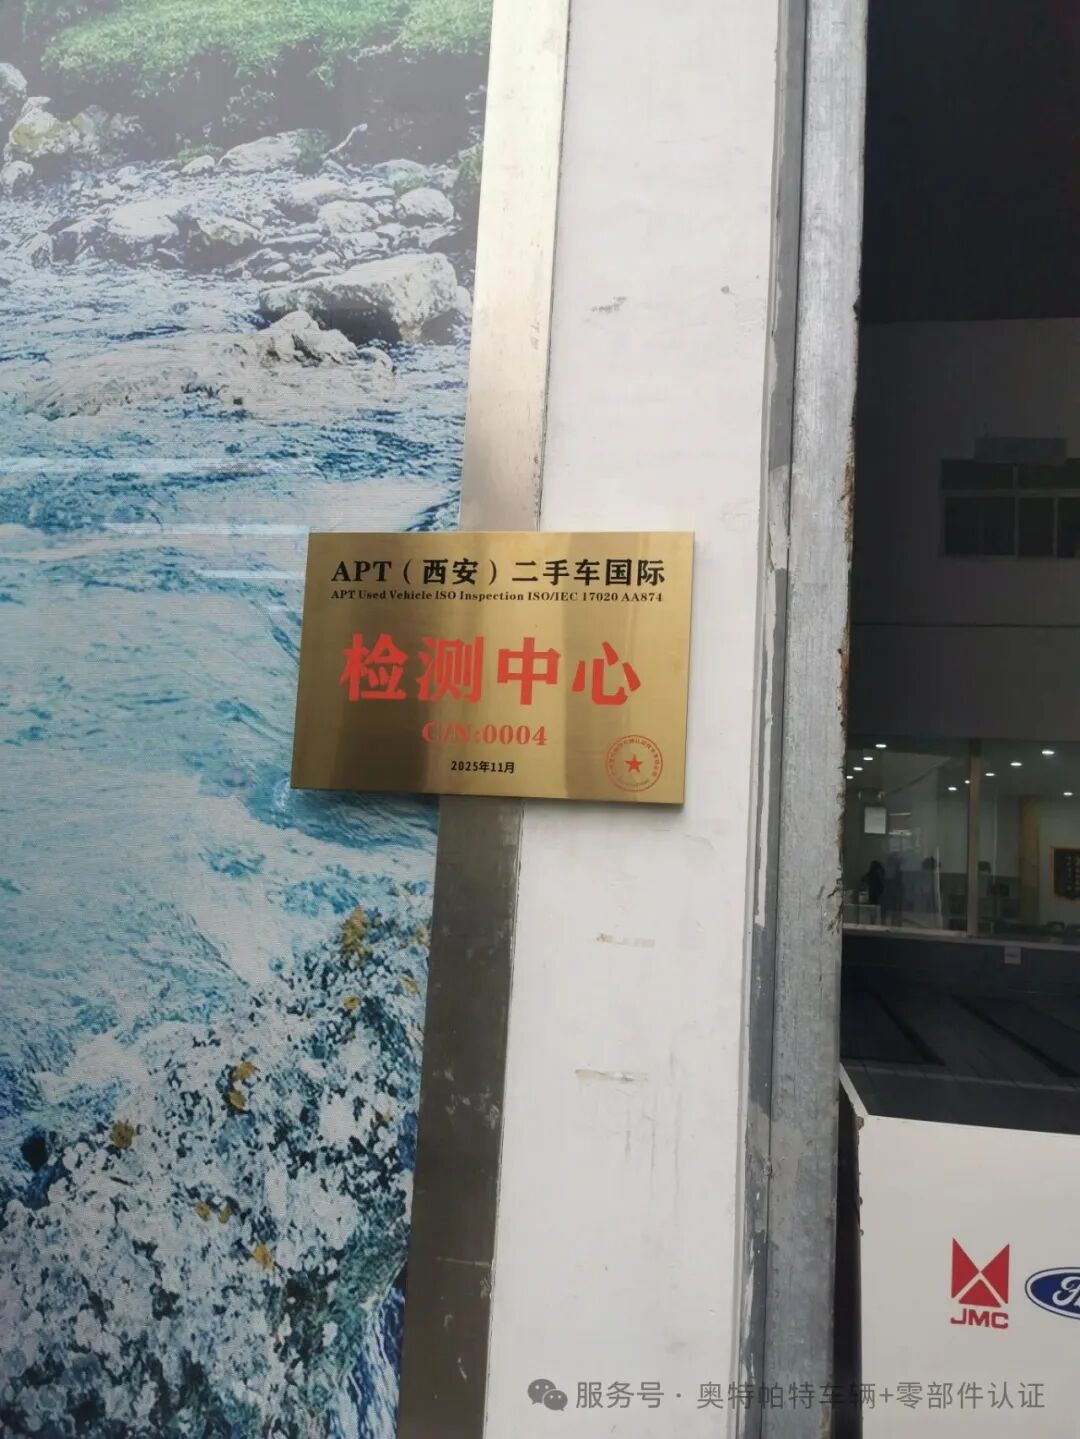 APT（西安）二手车国际
APT Used Vehicle ISO Inspection ISO/IEC 17020 AA874
检测中心
C/N:0004
2025年11月
JMC
服务号 · 奥特帕特车辆+零部件认证